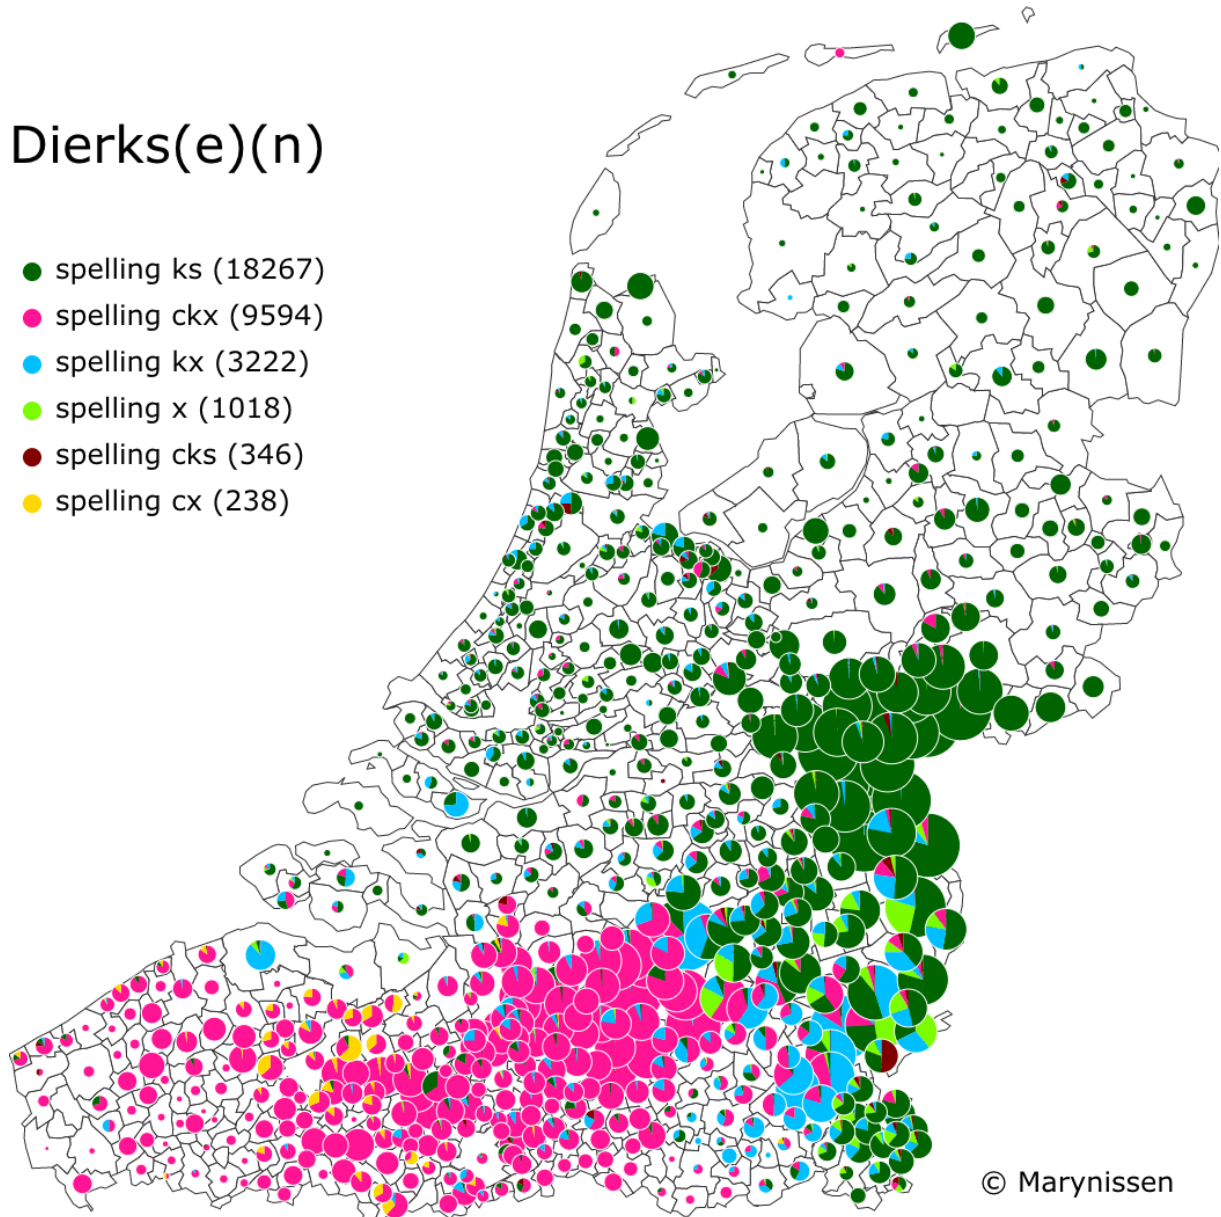 Dierks(e)(n)
spelling ks (18267)
spelling ckx (9594)
spelling kx (3222)
spelling x (1018)
spelling cks (346)
spelling cx (238)
© Marynissen